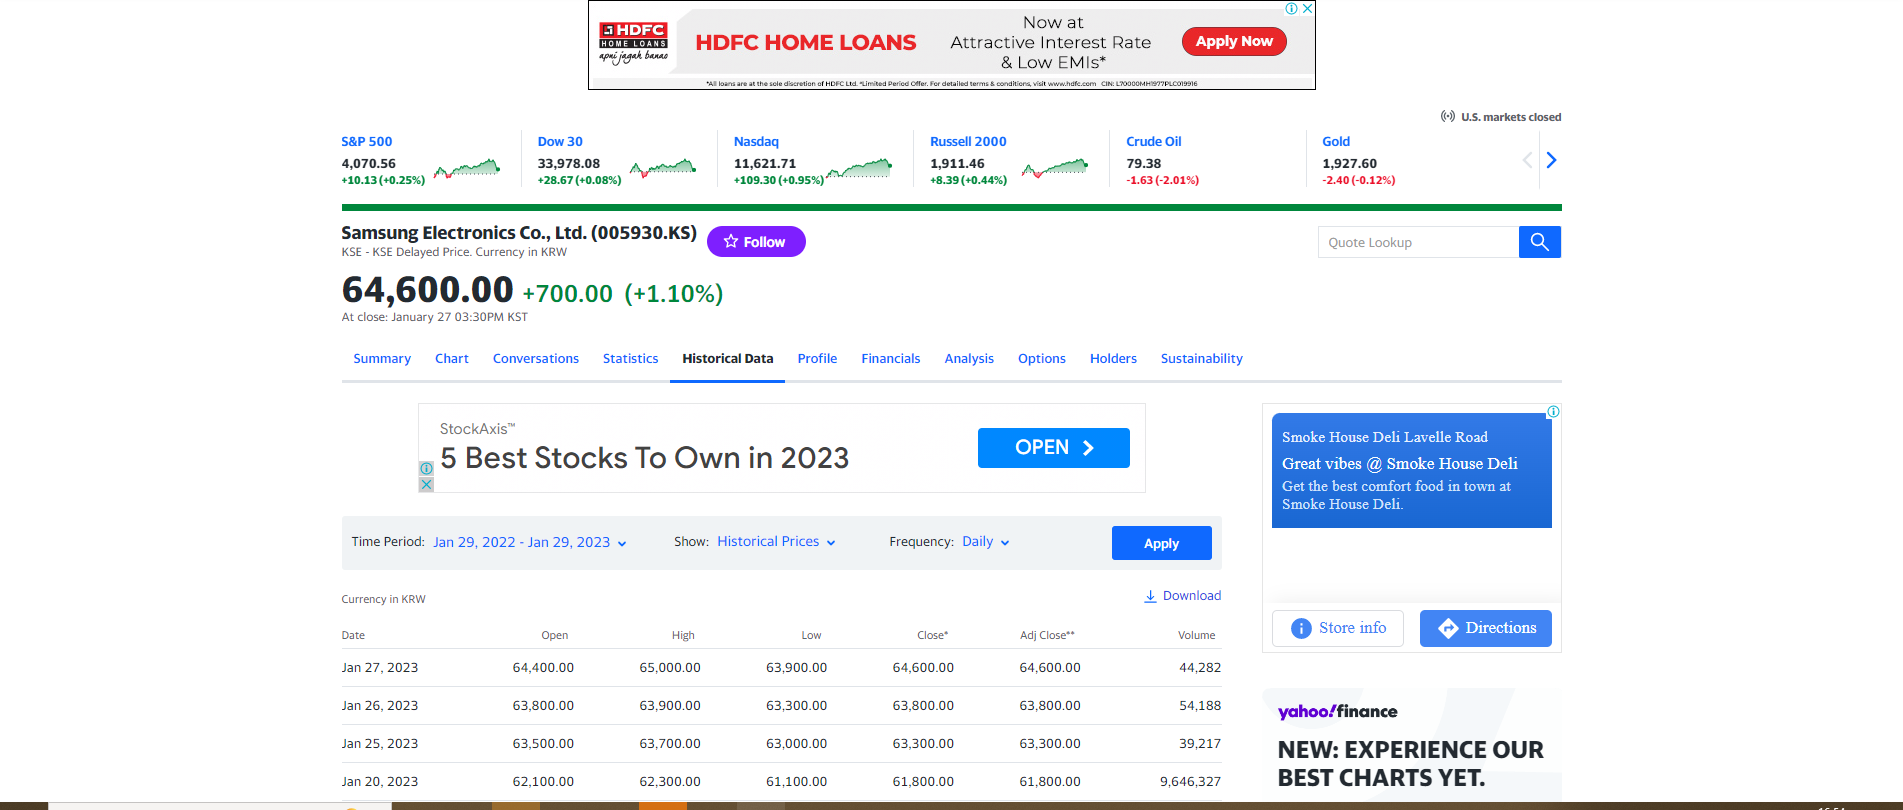 HDFC
HOME LOANS
apni jagah banao
HDFC HOME LOANS
Now at
Attractive Interest Rate
& Low EMIs*
Apply Now
*All loans are at the sole discretion of HDFC Ltd. *Limited Period Offer. For detailed terms & conditions, visit www.hdfc.com CIN: L70000MH1977PLC019916
U.S. markets closed
S&P 500
4,070.56
+10.13 (+0.25%)
Dow 30
33,978.08
+28.67 (+0.08%)
Nasdaq
11,621.71
+109.30 (+0.95%)
Russell 2000
1,911.46
+8.39 (+0.44%)
Crude Oil
79.38
-1.63 (-2.01%)
Gold
1,927.60
-2.40 (-0.12%)
Samsung Electronics Co., Ltd. (005930.KS)
Follow
KSE - KSE Delayed Price. Currency in KRW
Quote Lookup
64,600.00 +700.00 (+1.10%)
At close: January 27 03:30PM KST
Summary Chart Conversations Statistics Historical Data Profile Financials Analysis Options Holders Sustainability
StockAxis™
5 Best Stocks To Own in 2023
OPEN
Smoke House Deli Lavelle Road
Great vibes @ Smoke House Deli
Get the best comfort food in town at
Smoke House Deli.
Store info
Directions
Time Period: Jan 29, 2022 - Jan 29, 2023 Show: Historical Prices Frequency: Daily Apply
Currency in KRW
Download
Date Open High Low Close* Adj Close** Volume
Jan 27, 2023 64,400.00 65,000.00 63,900.00 64,600.00 64,600.00 44,282
Jan 26, 2023 63,800.00 63,900.00 63,300.00 63,800.00 63,800.00 54,188
Jan 25, 2023 63,500.00 63,700.00 63,000.00 63,300.00 63,300.00 39,217
Jan 20, 2023 62,100.00 62,300.00 61,100.00 61,800.00 61,800.00 9,646,327
yahoo!finance
NEW: EXPERIENCE OUR
BEST CHARTS YET.